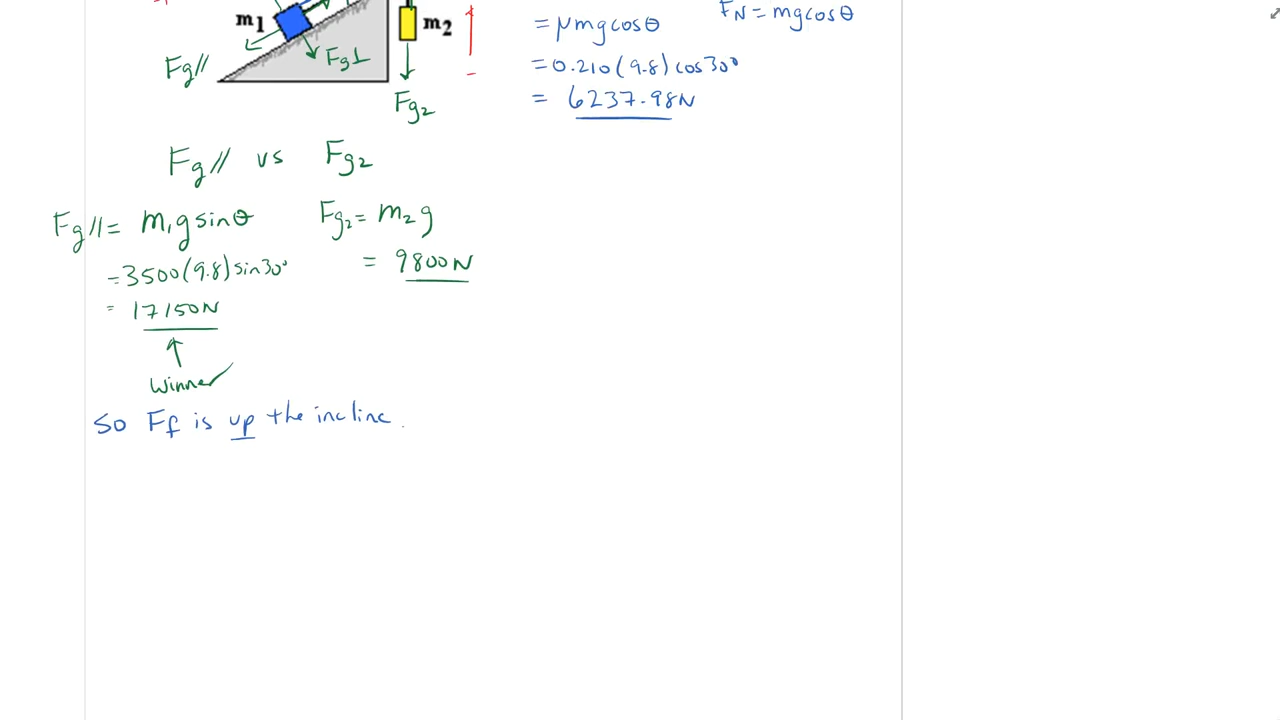 m1
m2
Fg//
Fg⊥
Fg2
= μmgcosθ
FN = mgcosθ
=0.210(9.8)cos30°
= 6237.98N
Fg// vs Fg2
Fg// = m1gsinθ
=3500(9.8)sin30°
= 17150N
Fg2 = m2g
= 9800N
winner
So Ff is up the incline.